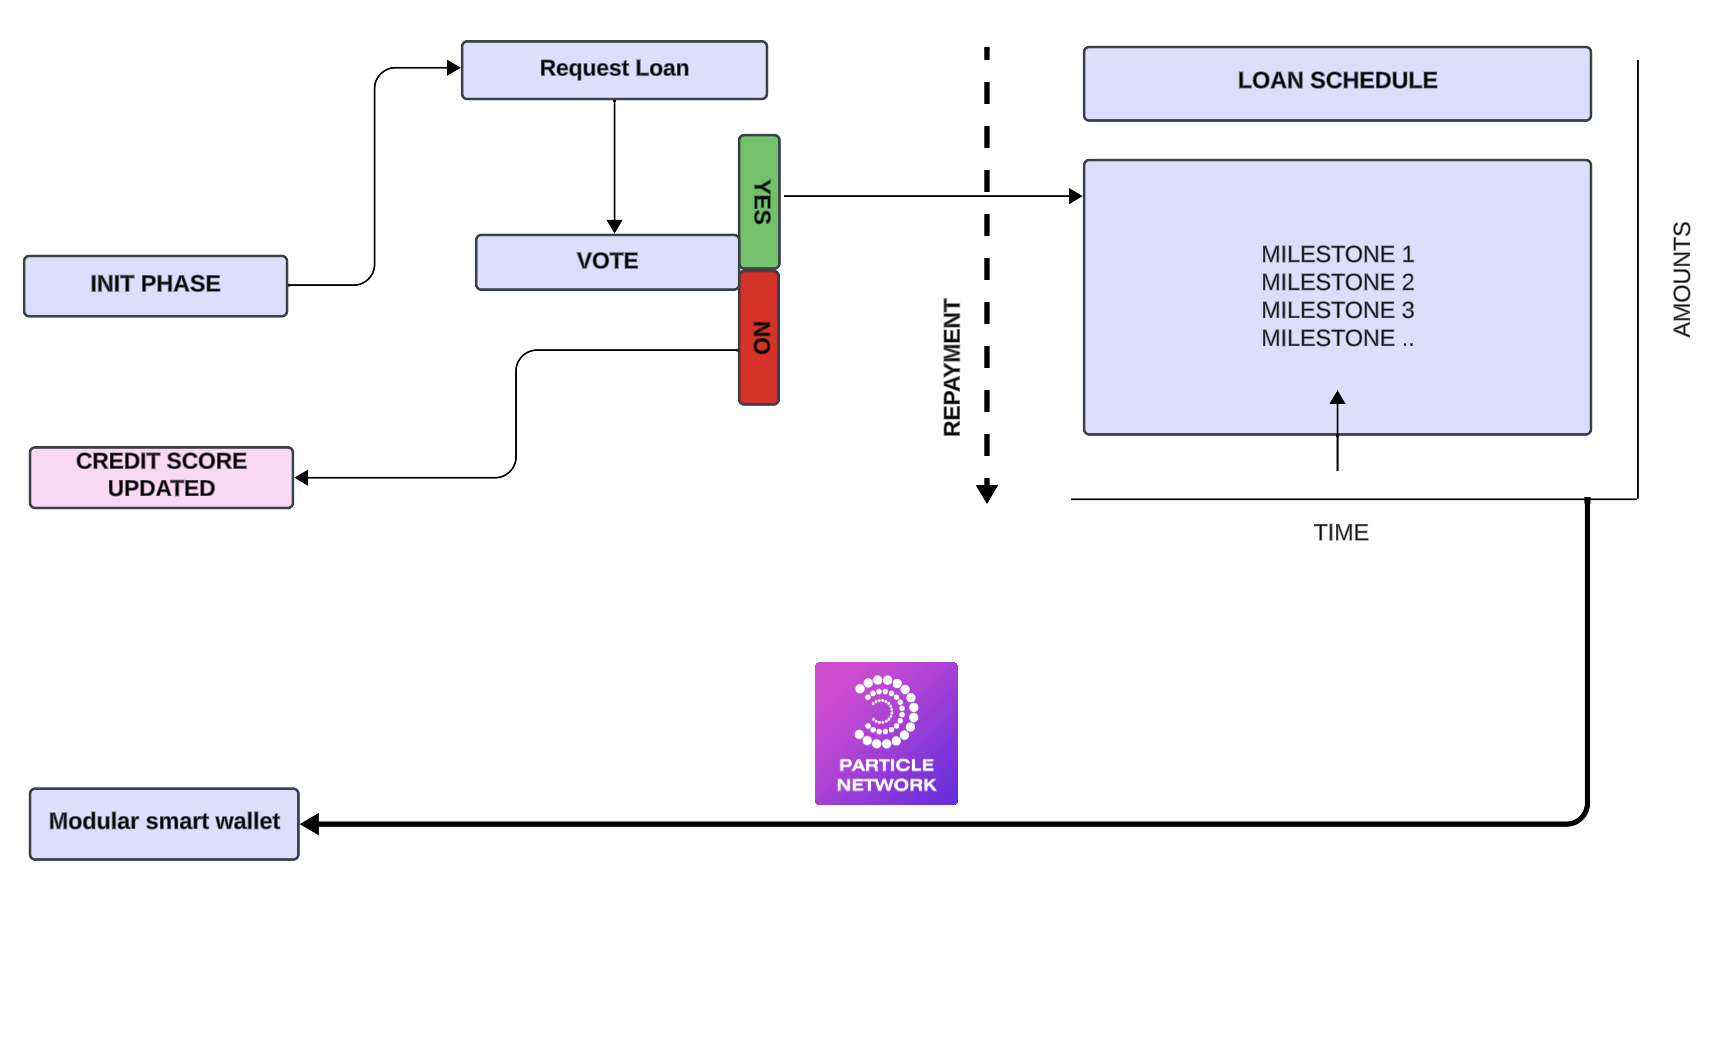 Request Loan
LOAN SCHEDULE
YES
VOTE
INIT PHASE
NO
MILESTONE 1
MILESTONE 2
MILESTONE 3
MILESTONE ..
AMOUNTS
REPAYMENT
CREDIT SCORE
UPDATED
TIME
PARTICLE
NETWORK
Modular smart wallet